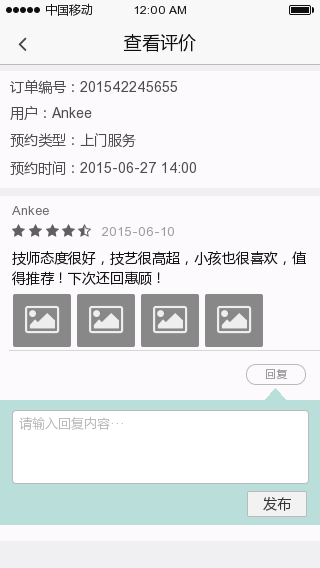 中国移动 12:00 AM
查看评价
订单编号：201542245655
用户：Ankee
预约类型：上门服务
预约时间：2015-06-27 14:00
Ankee
2015-06-10
技师态度很好，技艺很高超，小孩也很喜欢，值
得推荐！下次还回惠顾！
回复
请输入回复内容…
发布